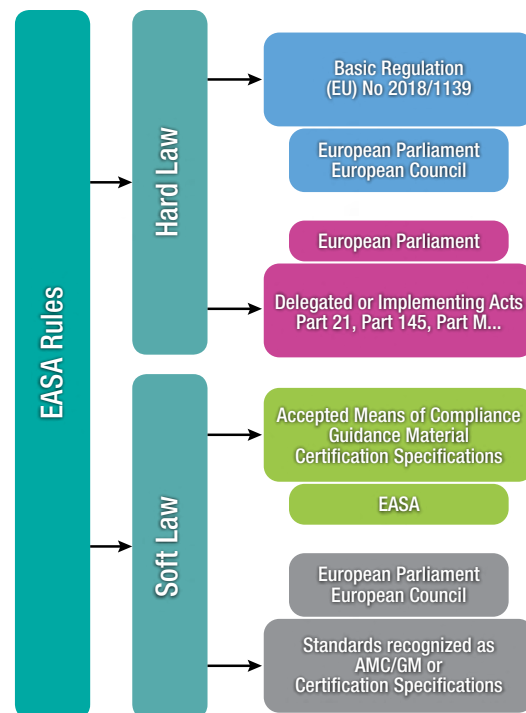 EASA Rules
Hard Law
Basic Regulation
(EU) No 2018/1139
European Parliament
European Council
European Parliament
Delegated or Implementing Acts
Part 21, Part 145, Part M...
Soft Law
Accepted Means of Compliance
Guidance Material
Certification Specifications
EASA
European Parliament
European Council
Standards recognized as
AMC/GM or
Certification Specifications